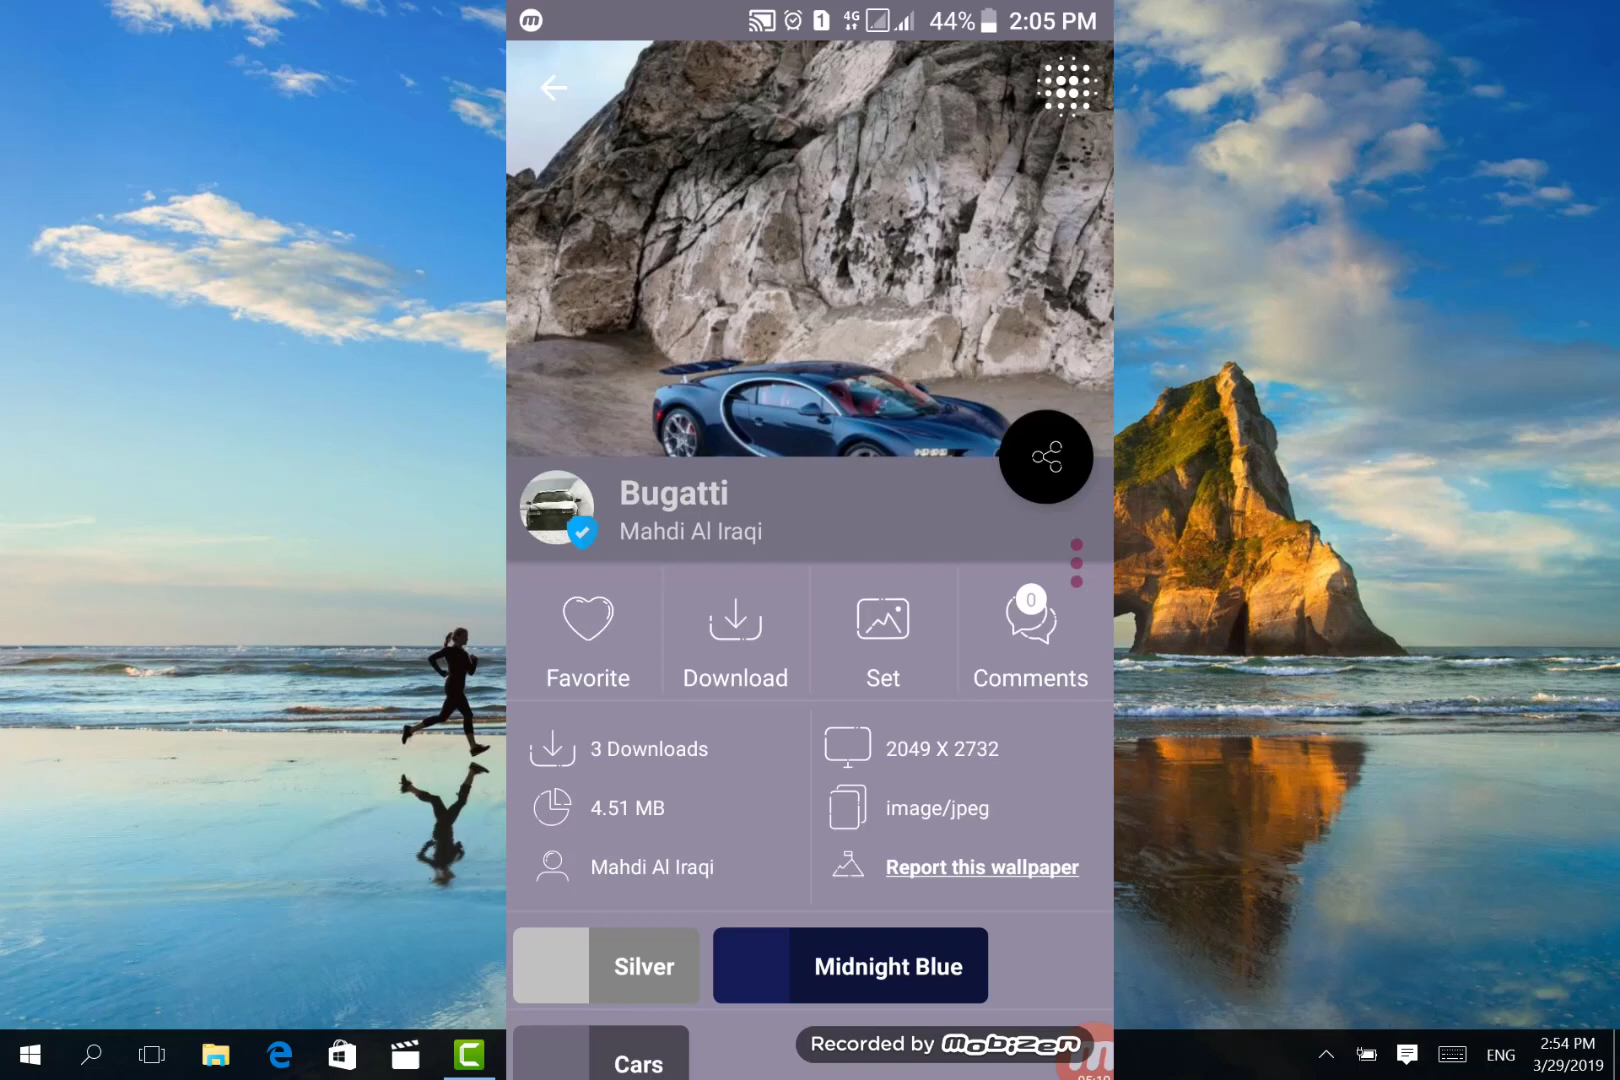 44% 2:05 PM
4G
1
Bugatti
Mahdi Al Iraqi
0
Favorite
Download
Set
Comments
3 Downloads
2049 X 2732
4.51 MB
image/jpeg
Mahdi Al Iraqi
Report this wallpaper
Silver
Midnight Blue
Cars
Recorded by mobizen
ENG
2:54 PM
3/29/2019